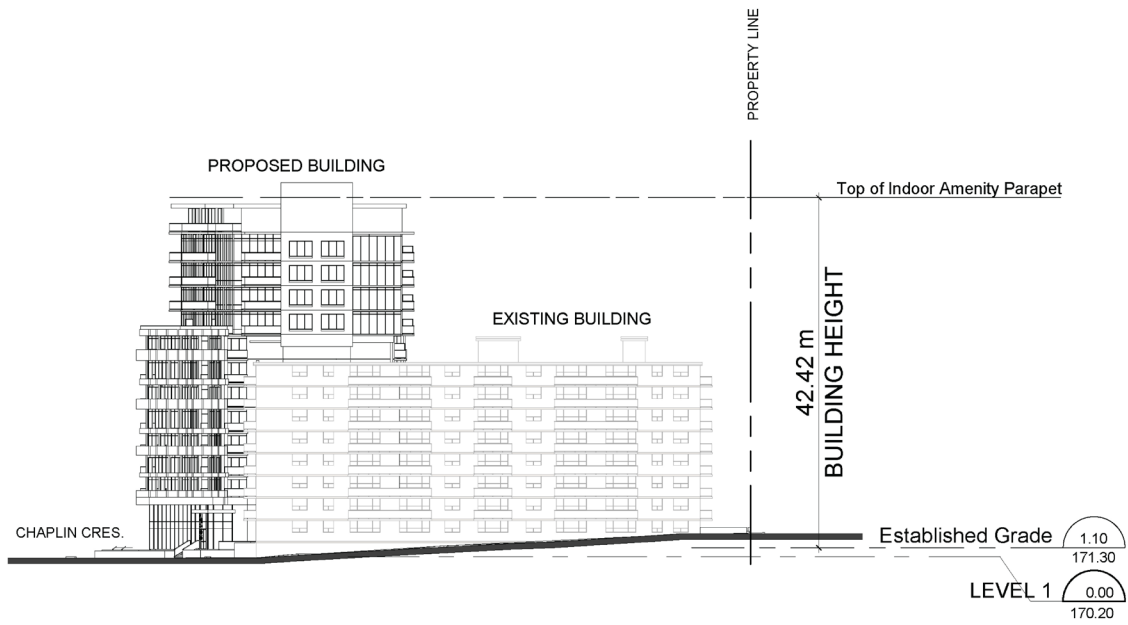 PROPERTY LINE
PROPOSED BUILDING
Top of Indoor Amenity Parapet
EXISTING BUILDING
42.42 m
BUILDING HEIGHT
CHAPLIN CRES.
Established Grade
1.10
171.30
LEVEL 1
0.00
170.20